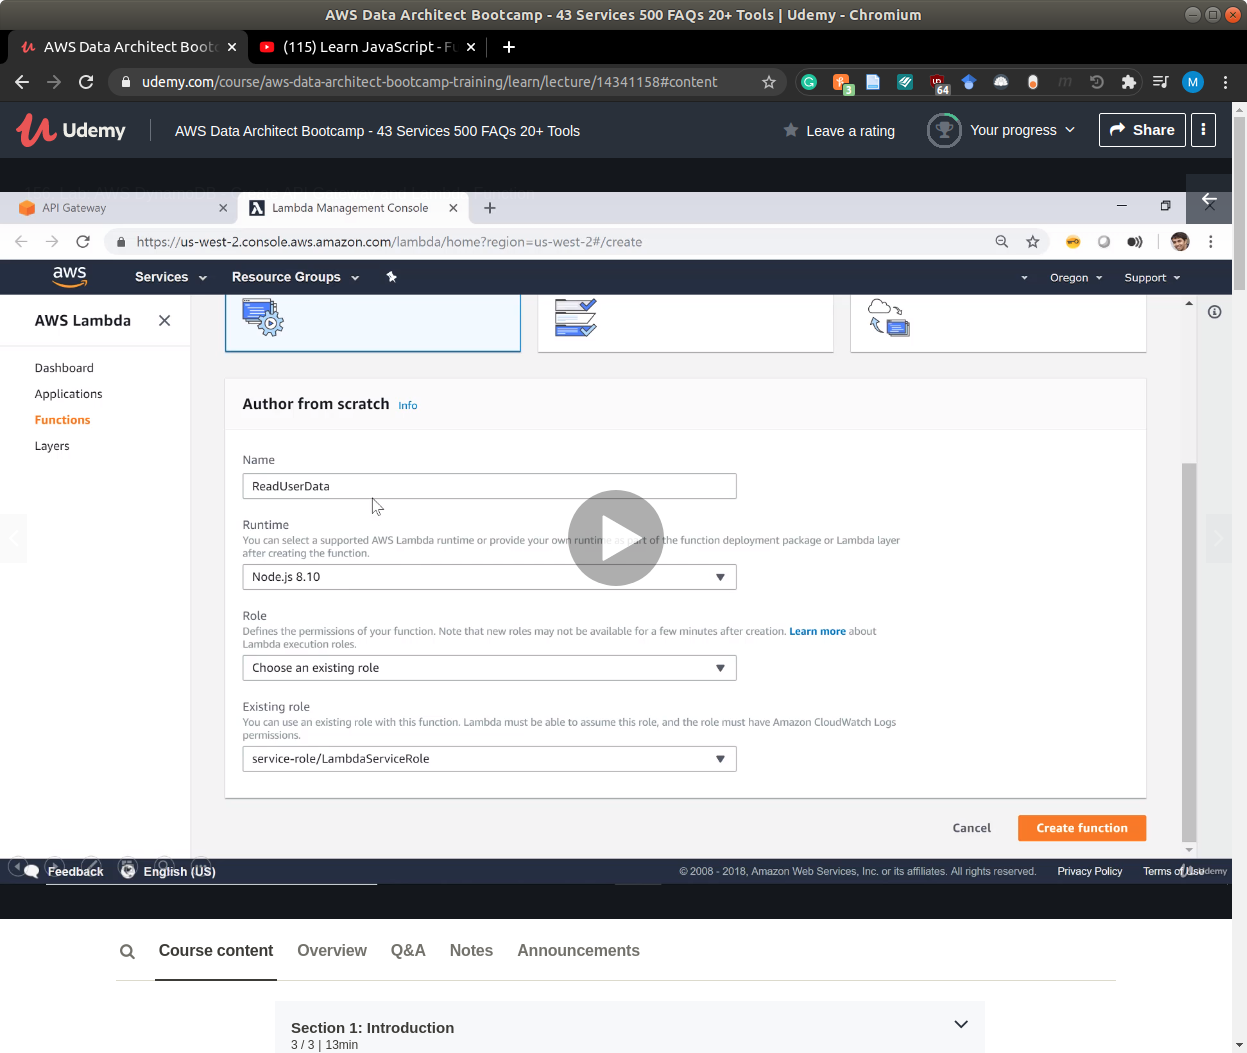 AWS Data Architect Bootcamp - 43 Services 500 FAQs 20+ Tools | Udemy - Chromium
AWS Data Architect Bootc
(115) Learn JavaScript - Fu
udemy.com/course/aws-data-architect-bootcamp-training/learn/lecture/14341158#content
3
64
M
Udemy
AWS Data Architect Bootcamp - 43 Services 500 FAQs 20+ Tools
Leave a rating
Your progress
Share
API Gateway
Lambda Management Console
https://us-west-2.console.aws.amazon.com/lambda/home?region=us-west-2#/create
aws
Services
Resource Groups
Oregon
Support
AWS Lambda
Dashboard
Applications
Functions
Layers
Author from scratch Info
Name
ReadUserData
Runtime
You can select a supported AWS Lambda runtime or provide your own runtime as part of the function deployment package or Lambda layer
after creating the function.
Node.js 8.10
Role
Defines the permissions of your function. Note that new roles may not be available for a few minutes after creation. Learn more about
Lambda execution roles.
Choose an existing role
Existing role
You can use an existing role with this function. Lambda must be able to assume this role, and the role must have Amazon CloudWatch Logs
permissions.
service-role/LambdaServiceRole
Cancel
Create function
Feedback
English (US)
© 2008 - 2018, Amazon Web Services, Inc. or its affiliates. All rights reserved.
Privacy Policy
Terms of Use
Udemy
Course content
Overview
Q&A
Notes
Announcements
Section 1: Introduction
3 / 3 | 13min